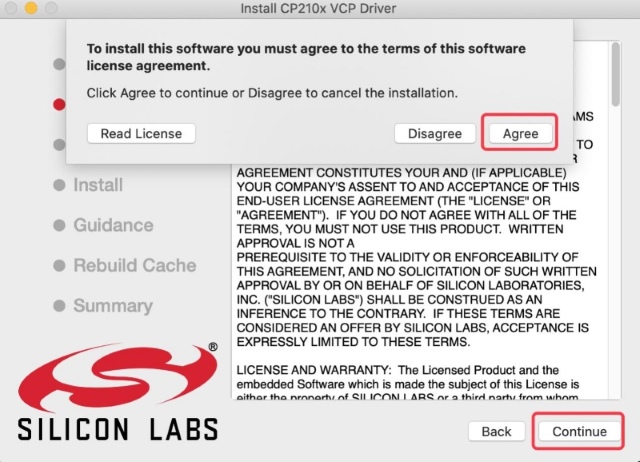 Install CP210x VCP Driver
To install this software you must agree to the terms of this software
license agreement.
Click Agree to continue or Disagree to cancel the installation.
Read License
Disagree
Agree
Install
Guidance
Rebuild Cache
Summary
AMS
TO
AGREEMENT CONSTITUTES YOUR AND (IF APPLICABLE)
YOUR COMPANY'S ASSENT TO AND ACCEPTANCE OF THIS
END-USER LICENSE AGREEMENT (THE "LICENSE" OR
"AGREEMENT"). IF YOU DO NOT AGREE WITH ALL OF THE
TERMS, YOU MUST NOT USE THIS PRODUCT. WRITTEN
APPROVAL IS NOT A
PREREQUISITE TO THE VALIDITY OR ENFORCEABILITY OF
THIS AGREEMENT, AND NO SOLICITATION OF SUCH WRITTEN
APPROVAL BY OR ON BEHALF OF SILICON LABORATORIES,
INC. ("SILICON LABS") SHALL BE CONSTRUED AS AN
INFERENCE TO THE CONTRARY. IF THESE TERMS ARE
CONSIDERED AN OFFER BY SILICON LABS, ACCEPTANCE IS
EXPRESSLY LIMITED TO THESE TERMS.
LICENSE AND WARRANTY: The Licensed Product and the
embedded Software which is made the subject of this License is
either the property of SILICON LABS or a third party from whom
®
SILICON LABS
Back
Continue